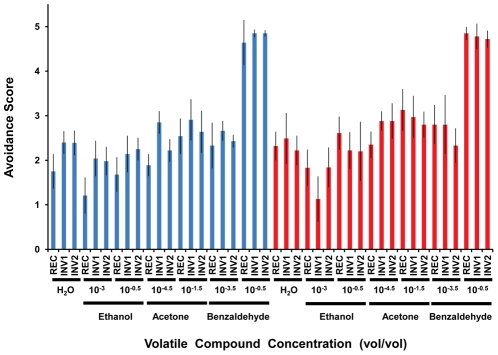 Avoidance Score
5
4
3
2
1
0
REC INV1 INV2 REC INV1 INV2 REC INV1 INV2 REC INV1 INV2 REC INV1 INV2 REC INV1 INV2 REC INV1 INV2 REC INV1 INV2 REC INV1 INV2 REC INV1 INV2 REC INV1 INV2 REC INV1 INV2 REC INV1 INV2 REC INV1 INV2
H₂O 10⁻³ 10⁻⁰·⁵ 10⁻⁴·⁵ 10⁻¹·⁵ 10⁻³·⁵ 10⁻⁰·⁵ H₂O 10⁻³ 10⁻⁰·⁵ 10⁻⁴·⁵ 10⁻¹·⁵ 10⁻³·⁵ 10⁻⁰·⁵
Ethanol Acetone Benzaldehyde Ethanol Acetone Benzaldehyde
Volatile Compound Concentration (vol/vol)